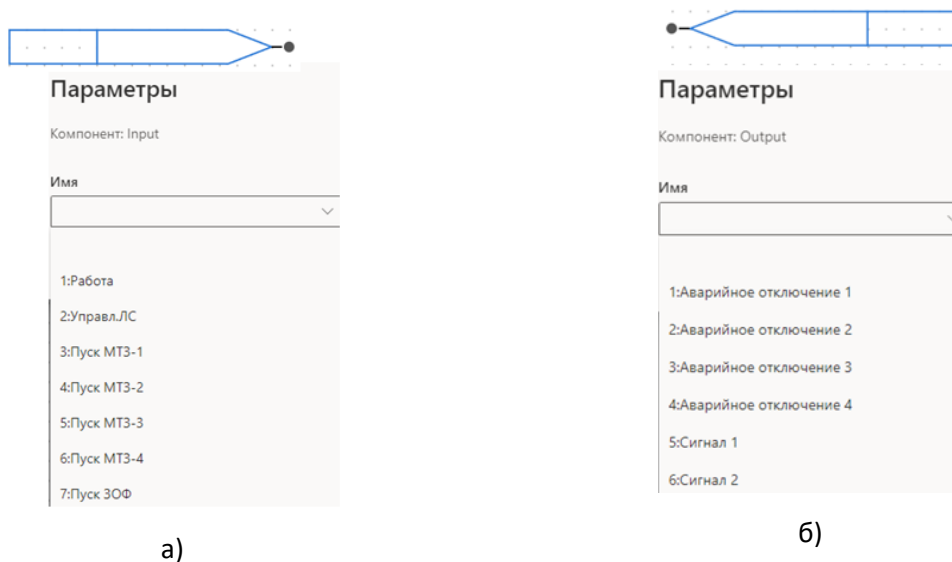 Параметры
Компонент: Input
Имя
1:Работа
2:Управл.ЛС
3:Пуск МТЗ-1
4:Пуск МТЗ-2
5:Пуск МТЗ-3
6:Пуск МТЗ-4
7:Пуск ЗОФ
а)
Параметры
Компонент: Output
Имя
1:Аварийное отключение 1
2:Аварийное отключение 2
3:Аварийное отключение 3
4:Аварийное отключение 4
5:Сигнал 1
6:Сигнал 2
б)